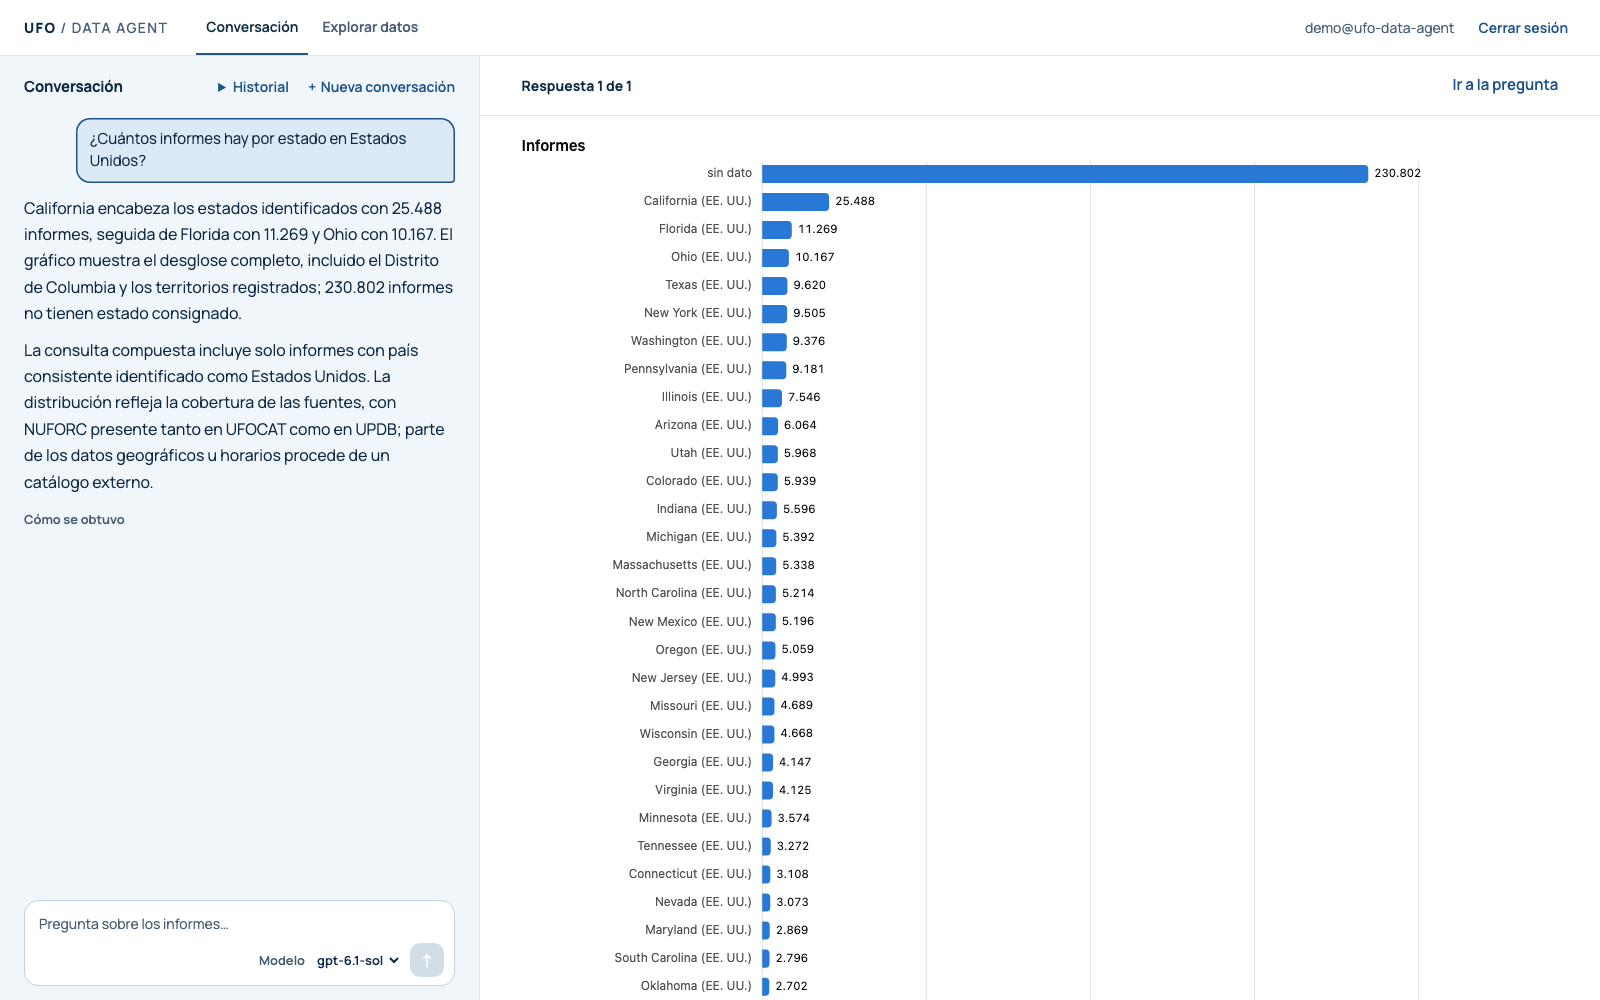 UFO / DATA AGENT
Conversación
Explorar datos
demo@ufo-data-agent
Cerrar sesión
Conversación
Historial
+ Nueva conversación
¿Cuántos informes hay por estado en Estados
Unidos?
California encabeza los estados identificados con 25.488
informes, seguida de Florida con 11.269 y Ohio con 10.167. El
gráfico muestra el desglose completo, incluido el Distrito
de Columbia y los territorios registrados; 230.802 informes
no tienen estado consignado.
La consulta compuesta incluye solo informes con país
consistente identificado como Estados Unidos. La
distribución refleja la cobertura de las fuentes, con
NUFORC presente tanto en UFOCAT como en UPDB; parte
de los datos geográficos u horarios procede de un
catálogo externo.
Cómo se obtuvo
Pregunta sobre los informes…
Modelo gpt-6.1-sol
Respuesta 1 de 1
Ir a la pregunta
Informes
sin dato 230.802
California (EE. UU.) 25.488
Florida (EE. UU.) 11.269
Ohio (EE. UU.) 10.167
Texas (EE. UU.) 9.620
New York (EE. UU.) 9.505
Washington (EE. UU.) 9.376
Pennsylvania (EE. UU.) 9.181
Illinois (EE. UU.) 7.546
Arizona (EE. UU.) 6.064
Utah (EE. UU.) 5.968
Colorado (EE. UU.) 5.939
Indiana (EE. UU.) 5.596
Michigan (EE. UU.) 5.392
Massachusetts (EE. UU.) 5.338
North Carolina (EE. UU.) 5.214
New Mexico (EE. UU.) 5.196
Oregon (EE. UU.) 5.059
New Jersey (EE. UU.) 4.993
Missouri (EE. UU.) 4.689
Wisconsin (EE. UU.) 4.668
Georgia (EE. UU.) 4.147
Virginia (EE. UU.) 4.125
Minnesota (EE. UU.) 3.574
Tennessee (EE. UU.) 3.272
Connecticut (EE. UU.) 3.108
Nevada (EE. UU.) 3.073
Maryland (EE. UU.) 2.869
South Carolina (EE. UU.) 2.796
Oklahoma (EE. UU.) 2.702